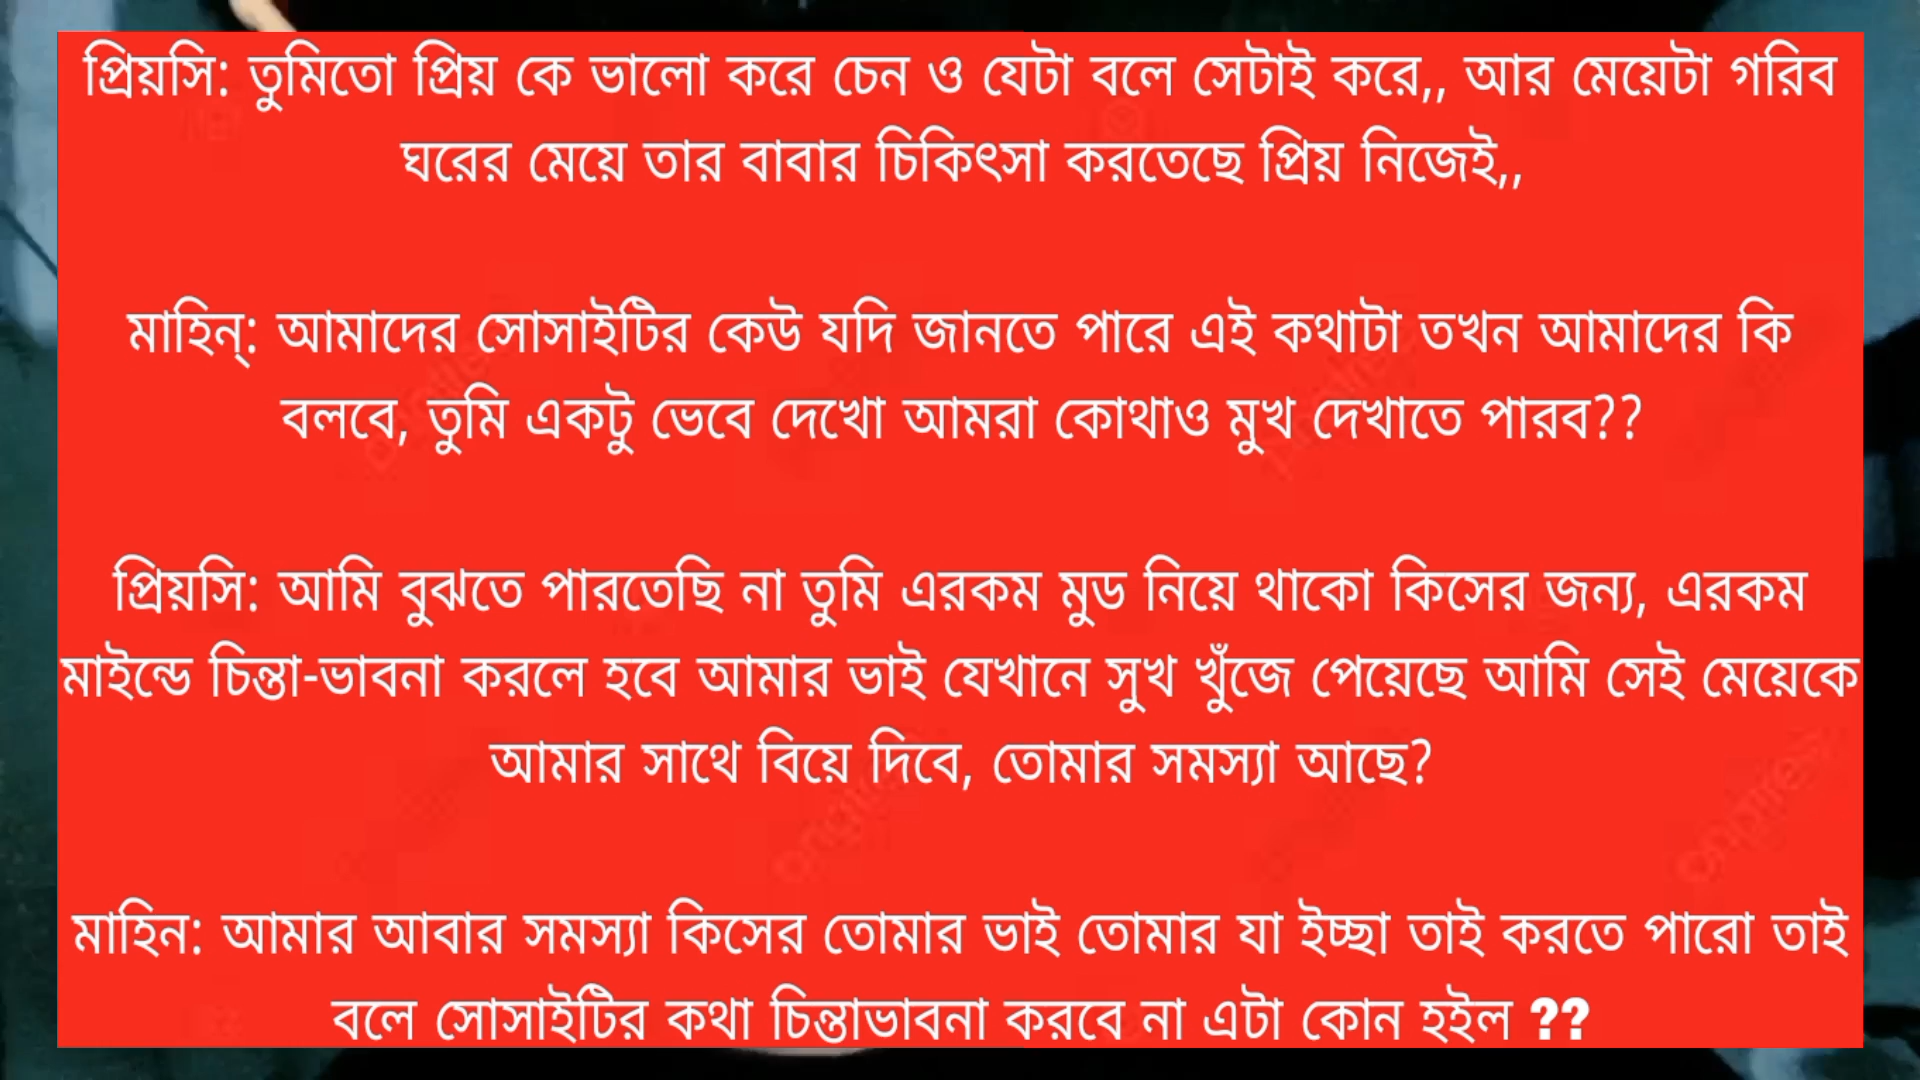 প্রিয়সি: তুমিতো প্রিয় কে ভালো করে চেন ও যেটা বলে সেটাই করে,, আর মেয়েটা গরিব
ঘরের মেয়ে তার বাবার চিকিৎসা করতেছে প্রিয় নিজেই,,
মাহিন্: আমাদের সোসাইটির কেউ যদি জানতে পারে এই কথাটা তখন আমাদের কি
বলবে, তুমি একটু ভেবে দেখো আমরা কোথাও মুখ দেখাতে পারব??
প্রিয়সি: আমি বুঝতে পারতেছি না তুমি এরকম মুড নিয়ে থাকো কিসের জন্য, এরকম
মাইন্ডে চিন্তা-ভাবনা করলে হবে আমার ভাই যেখানে সুখ খুঁজে পেয়েছে আমি সেই মেয়েকে
আমার সাথে বিয়ে দিবে, তোমার সমস্যা আছে?
মাহিন: আমার আবার সমস্যা কিসের তোমার ভাই তোমার যা ইচ্ছা তাই করতে পারো তাই
বলে সোসাইটির কথা চিন্তাভাবনা করবে না এটা কোন হইল ??